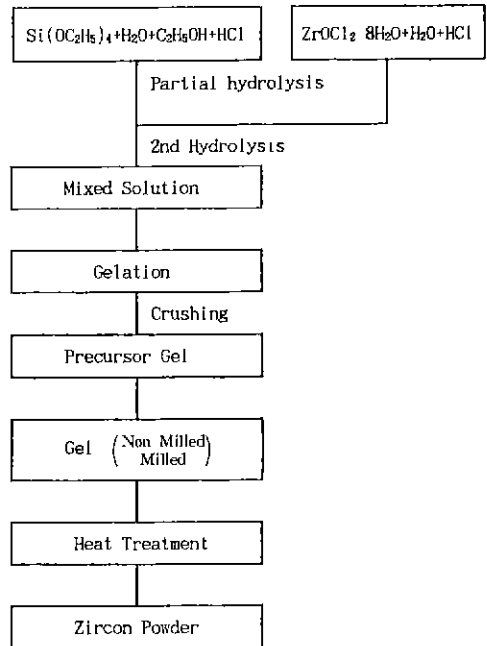 Si(OC₂H₅)₄+H₂O+C₂H₅OH+HCl
ZrOCl₂ 8H₂O+H₂O+HCl
Partial hydrolysis
2nd Hydrolysis
Mixed Solution
Gelation
Crushing
Precursor Gel
Gel (Non Milled
Milled)
Heat Treatment
Zircon Powder